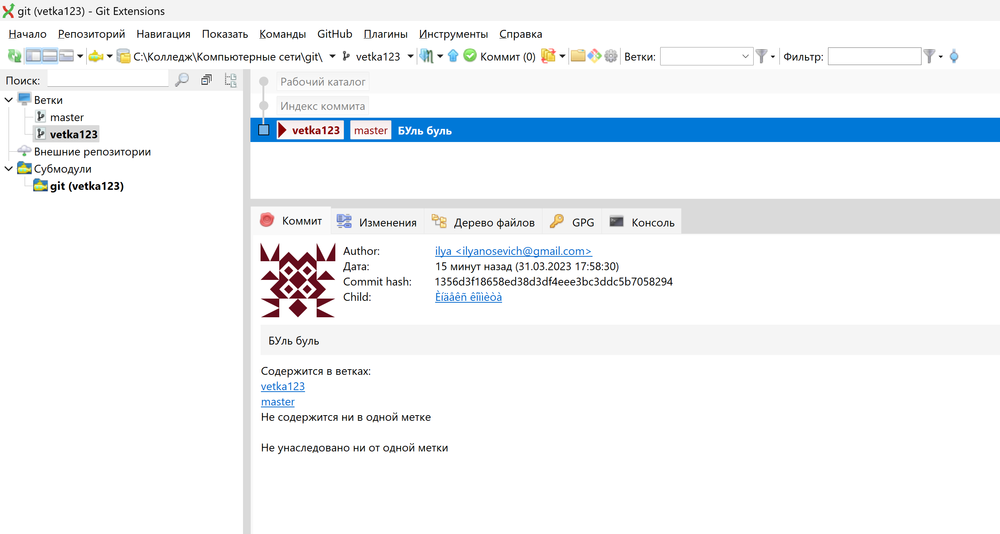 git (vetka123) - Git Extensions
Начало Репозиторий Навигация Показать Команды GitHub Плагины Инструменты Справка
C:\Колледж\Компьютерные сети\git\ vetka123 Коммит (0) Ветки: Фильтр:
Поиск:
Ветки
master
vetka123
Внешние репозитории
Субмодули
git (vetka123)
Рабочий каталог
Индекс коммита
vetka123 master БУль буль
Коммит Изменения Дерево файлов GPG Консоль
Author: ilya <ilyanosevich@gmail.com>
Дата: 15 минут назад (31.03.2023 17:58:30)
Commit hash: 1356d3f18658ed38d3df4eee3bc3ddc5b7058294
Child: Èíäåêñ êîììèòà
БУль буль
Содержится в ветках:
vetka123
master
Не содержится ни в одной метке
Не унаследовано ни от одной метки